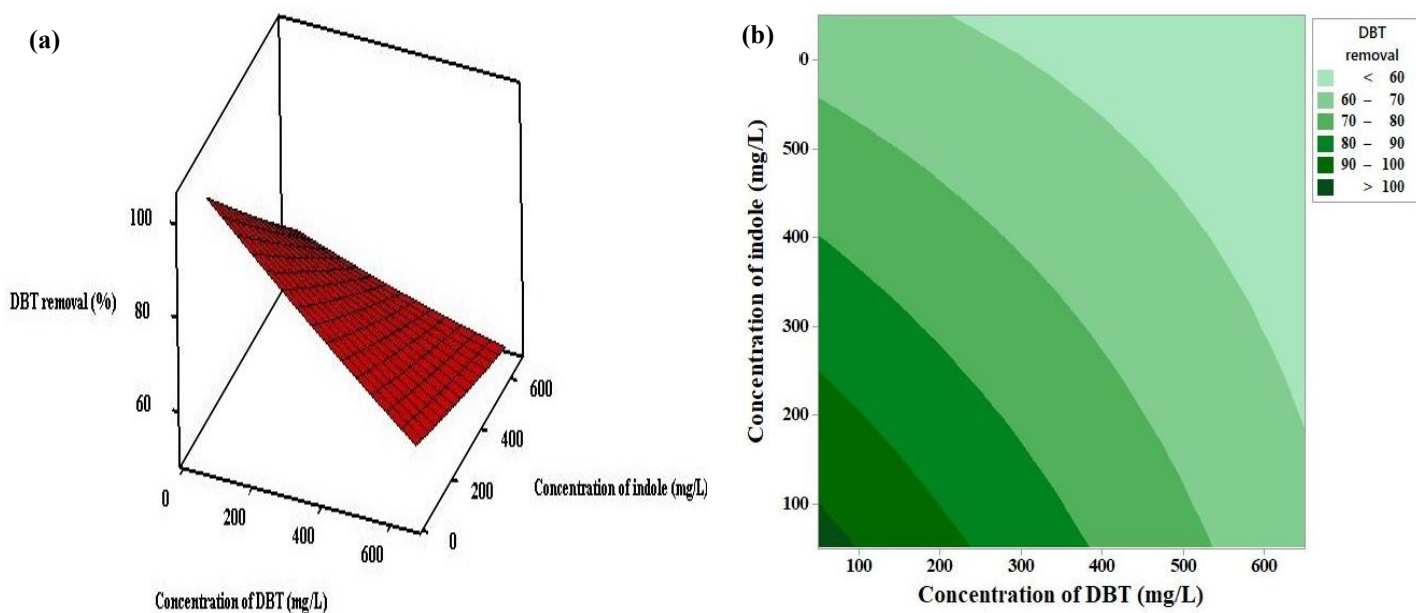 (a)
100
DBT removal (%)
80
60
0
200
400
600
Concentration of DBT (mg/L)
0
200
400
600
Concentration of indole (mg/L)
(b)
0
500
400
300
200
100
Concentration of indole (mg/L)
100
200
300
400
500
600
Concentration of DBT (mg/L)
DBT
removal
< 60
60 – 70
70 – 80
80 – 90
90 – 100
> 100